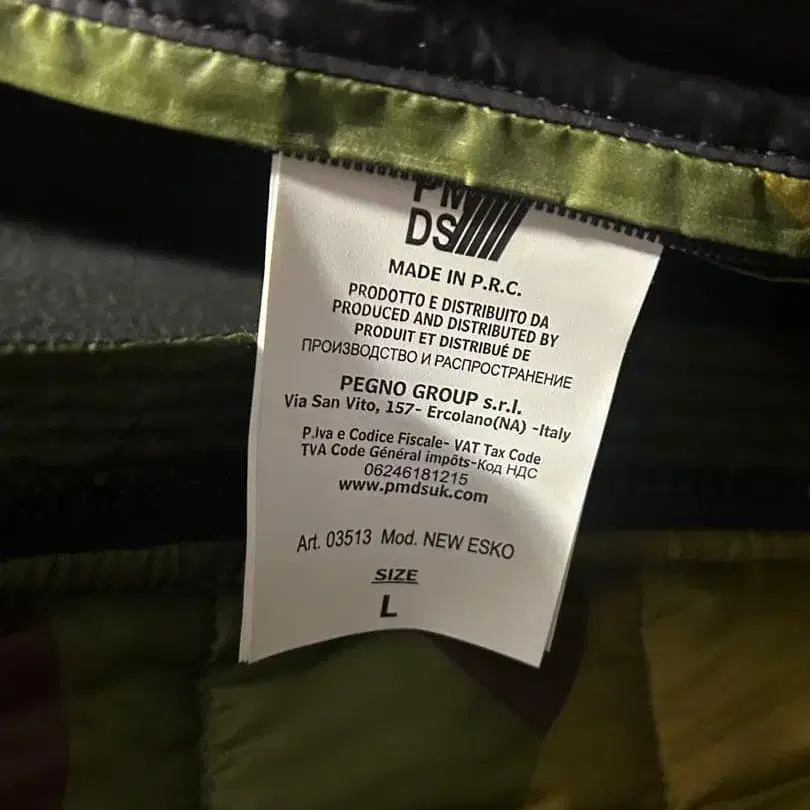 PM
DS
MADE IN P.R.C.
PRODOTTO E DISTRIBUITO DA
PRODUCED AND DISTRIBUTED BY
PRODUIT ET DISTRIBUÉ DE
ПРОИЗВОДСТВО И РАСПРОСТРАНЕНИЕ
PEGNO GROUP s.r.l.
Via San Vito, 157- Ercolano(NA) -Italy
P.Iva e Codice Fiscale- VAT Tax Code
TVA Code Général impôts-Код НДС
06246181215
www.pmdsuk.com
Art. 03513 Mod. NEW ESKO
SIZE
L